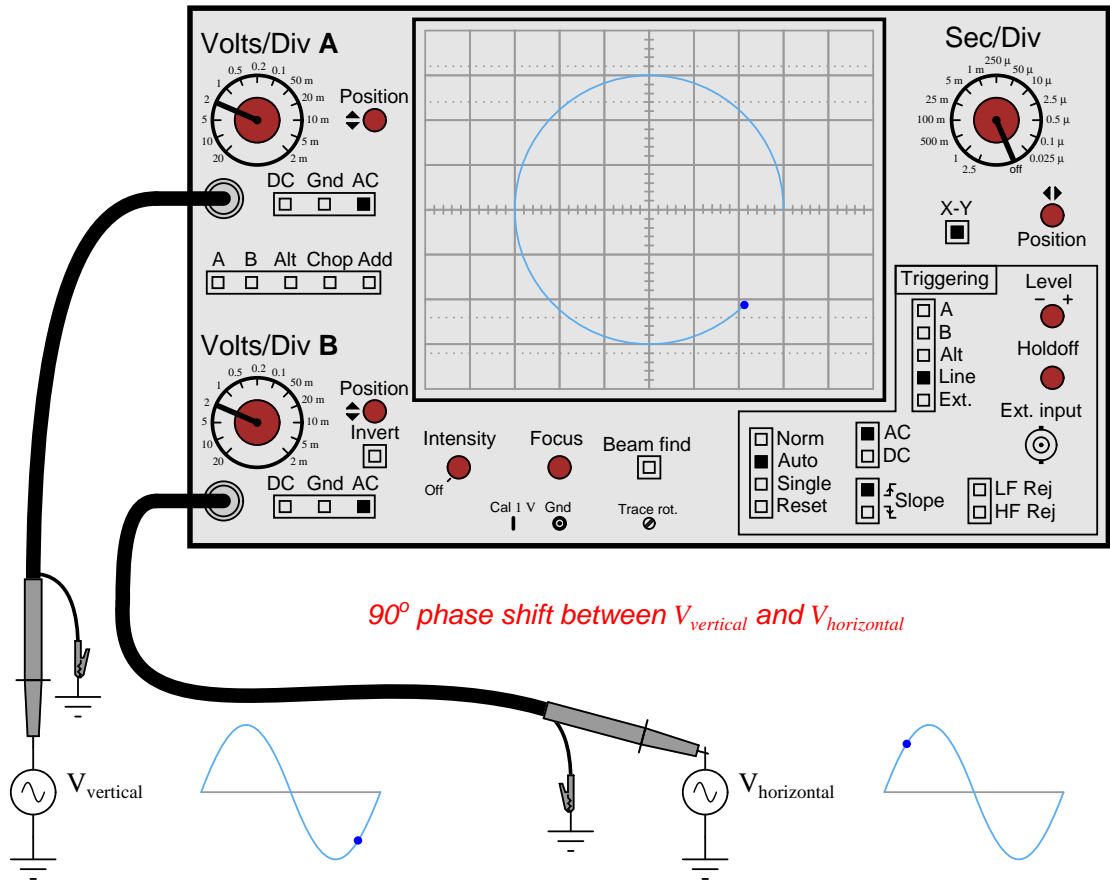 Volts/Div A
20 10 5 2 1 0.5 0.2 0.1 50 m 20 m 10 m 5 m 2 m
Position
DC Gnd AC
A B Alt Chop Add
Volts/Div B
20 10 5 2 1 0.5 0.2 0.1 50 m 20 m 10 m 5 m 2 m
Position
Invert
DC Gnd AC
Intensity
Off
Focus
Beam find
Cal 1 V Gnd
Trace rot.
Sec/Div
2.5 1 500 m 100 m 25 m 5 m 1 m 250 µ 50 µ 10 µ 2.5 µ 0.5 µ 0.1 µ 0.025 µ off
X-Y
Position
Triggering
A
B
Alt
Line
Ext.
Level
− +
Holdoff
Ext. input
Norm
Auto
Single
Reset
AC
DC
Slope
LF Rej
HF Rej
90° phase shift between Vvertical and Vhorizontal
Vvertical
Vhorizontal